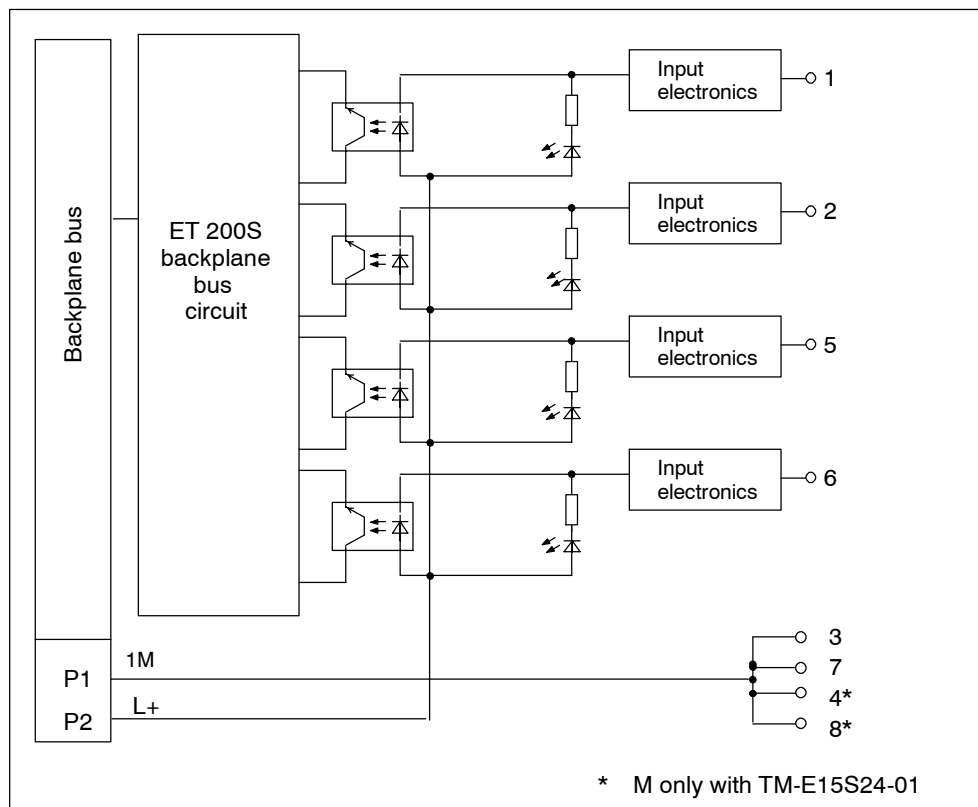 Input
electronics
1
Input
electronics
2
Backplane bus
ET 200S
backplane
bus
circuit
Input
electronics
5
Input
electronics
6
3
1M
P1
7
4*
L+
P2
8*
* M only with TM-E15S24-01